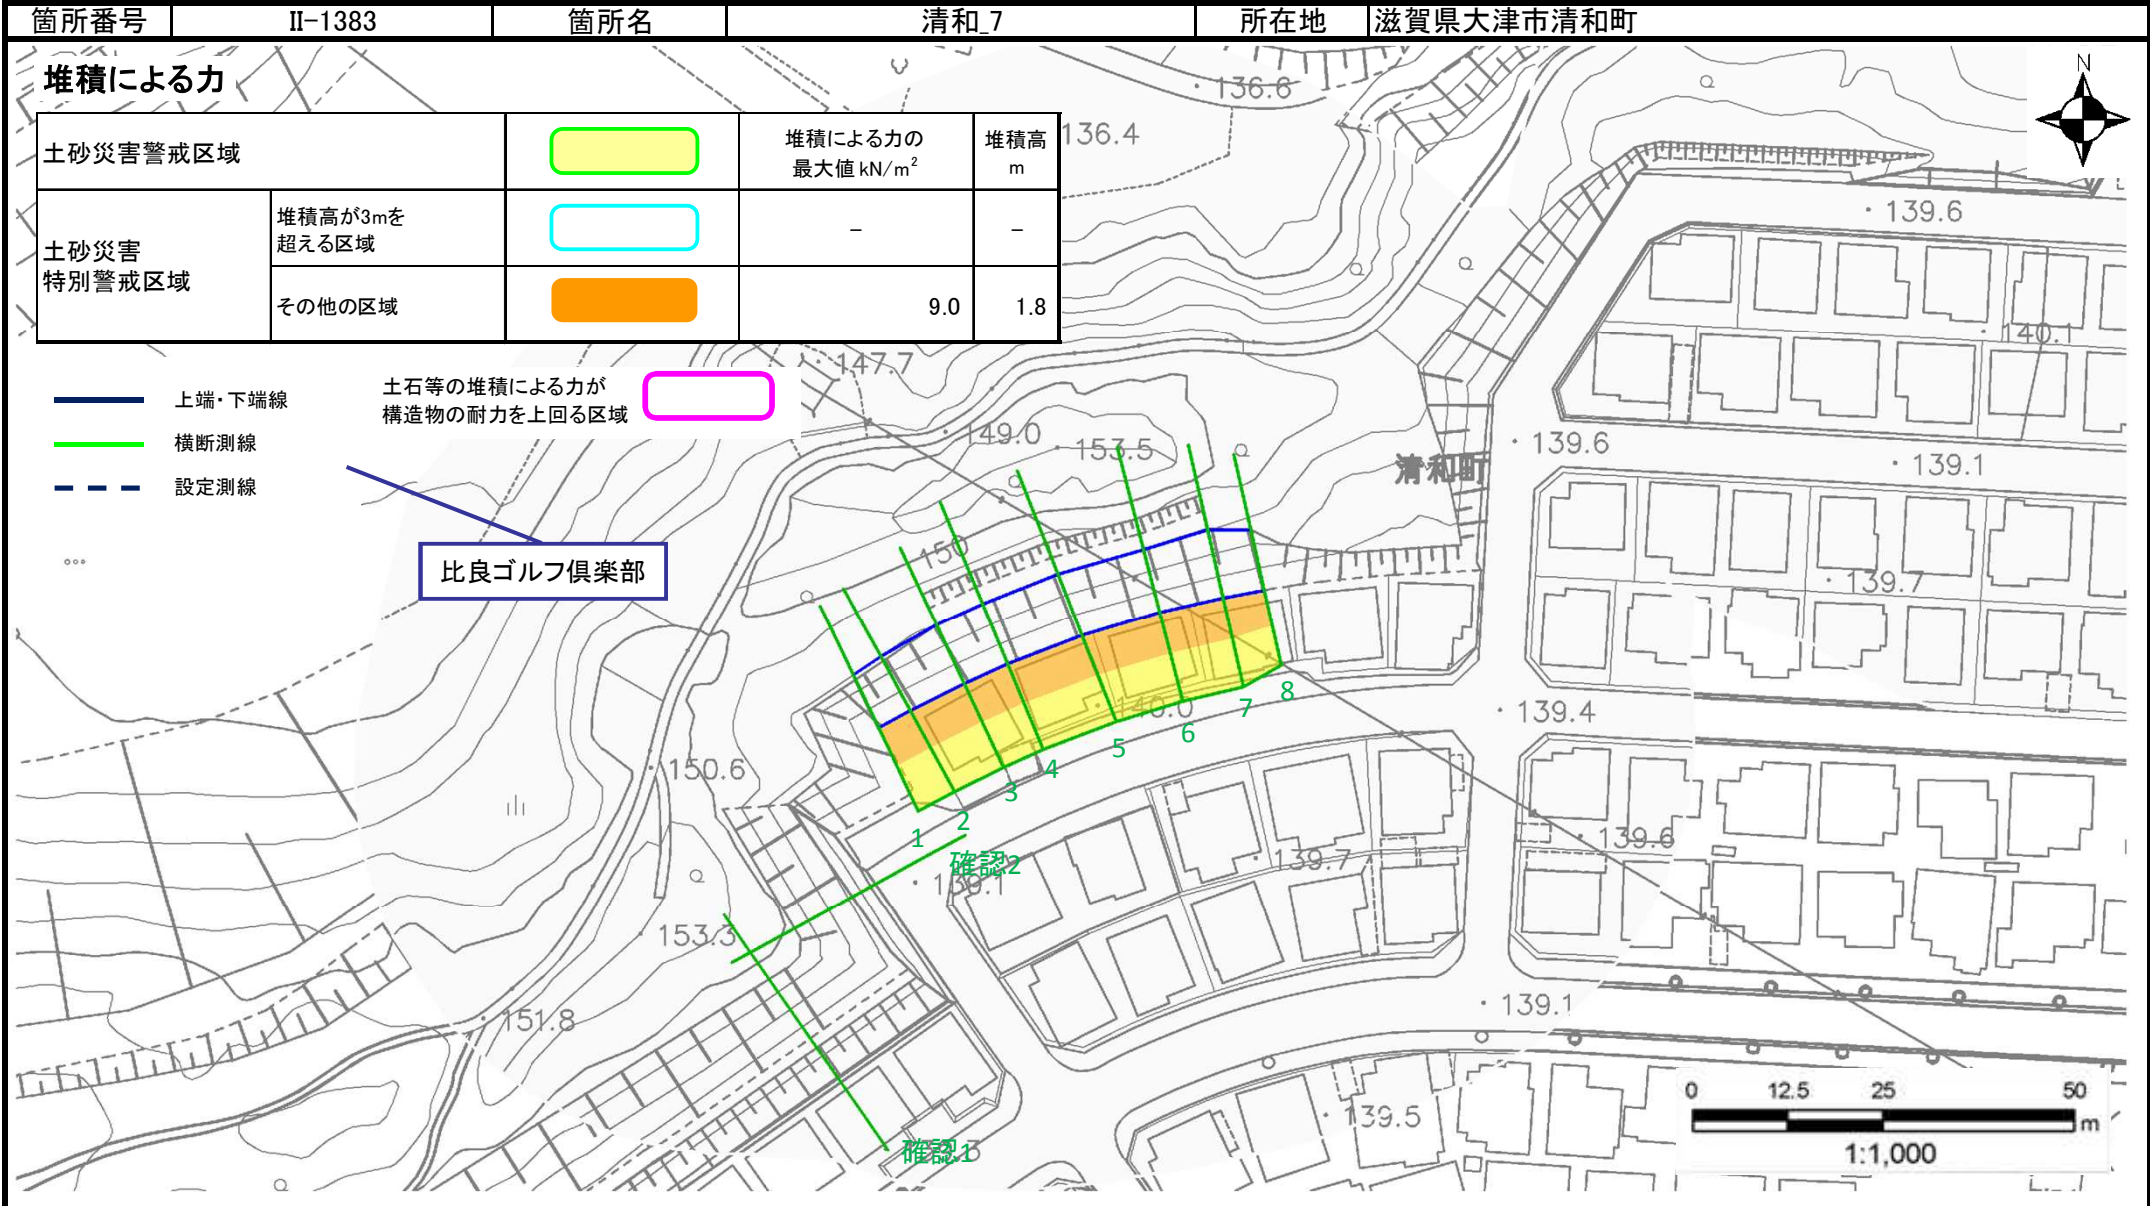 箇所番号 II-1383 箇所名 清和_7 所在地 滋賀県大津市清和町
堆積による力
N
土砂災害警戒区域
堆積による力の
最大値 kN/m²
堆積高
m
土砂災害
特別警戒区域
堆積高が3mを
超える区域
－ －
その他の区域
9.0 1.8
上端・下端線
横断測線
設定測線
土石等の堆積による力が
構造物の耐力を上回る区域
比良ゴルフ倶楽部
136.6
136.4
139.6
140.1
147.7
149.0
153.5
139.6
139.1
清和町
150
139.7
140.0
139.4
150.6
1
2
3
4
5
6
7
8
確認2
139.1
139.7
139.6
153.3
151.8
139.1
139.5
確認1
0 12.5 25 50
m
1:1,000